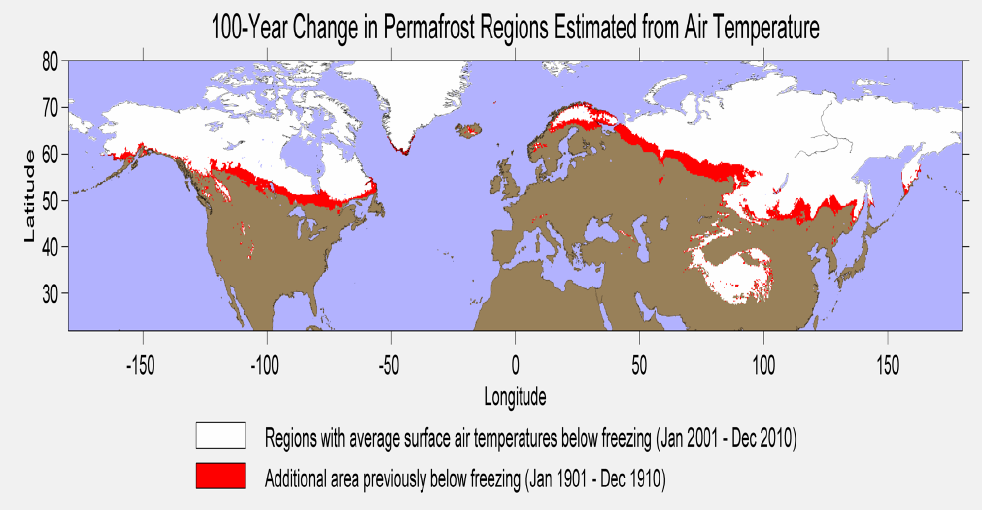 100-Year Change in Permafrost Regions Estimated from Air Temperature
80
70
60
50
40
30
Latitude
-150 -100 -50 0 50 100 150
Longitude
Regions with average surface air temperatures below freezing (Jan 2001 - Dec 2010)
Additional area previously below freezing (Jan 1901 - Dec 1910)